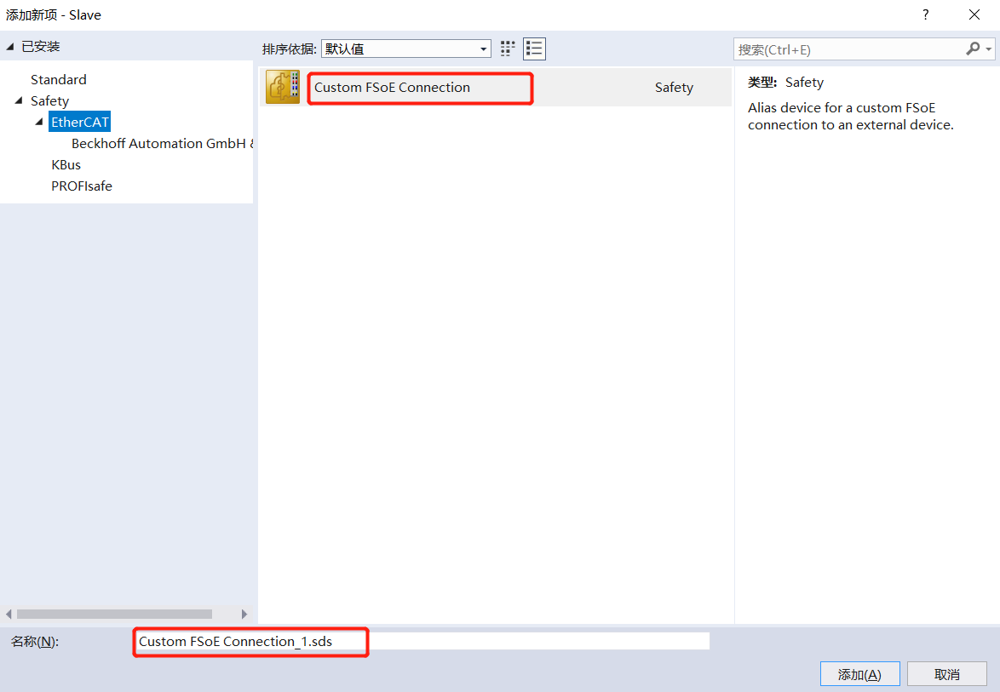 添加新项 - Slave
?
已安装
排序依据: 默认值
搜索(Ctrl+E)
Standard
Safety
EtherCAT
Beckhoff Automation GmbH &
KBus
PROFIsafe
Custom FSoE Connection
Safety
类型: Safety
Alias device for a custom FSoE
connection to an external device.
名称(N):
Custom FSoE Connection_1.sds
添加(A)
取消